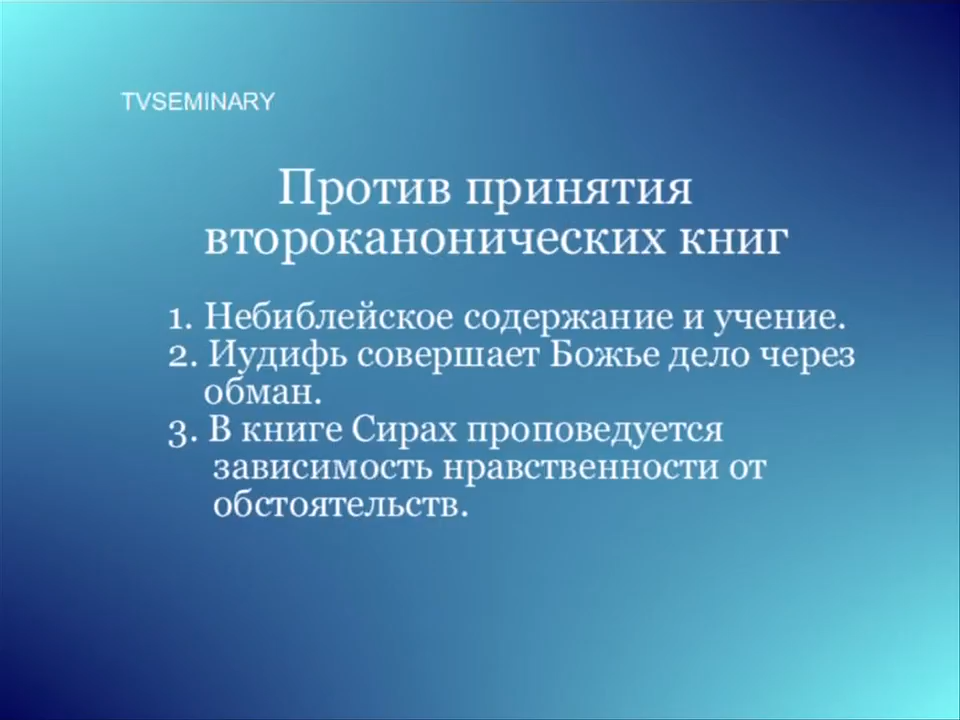 TVSEMINARY
Против принятия
второканонических книг
1. Небиблейское содержание и учение.
2. Иудифь совершает Божье дело через
обман.
3. В книге Сирах проповедуется
зависимость нравственности от
обстоятельств.